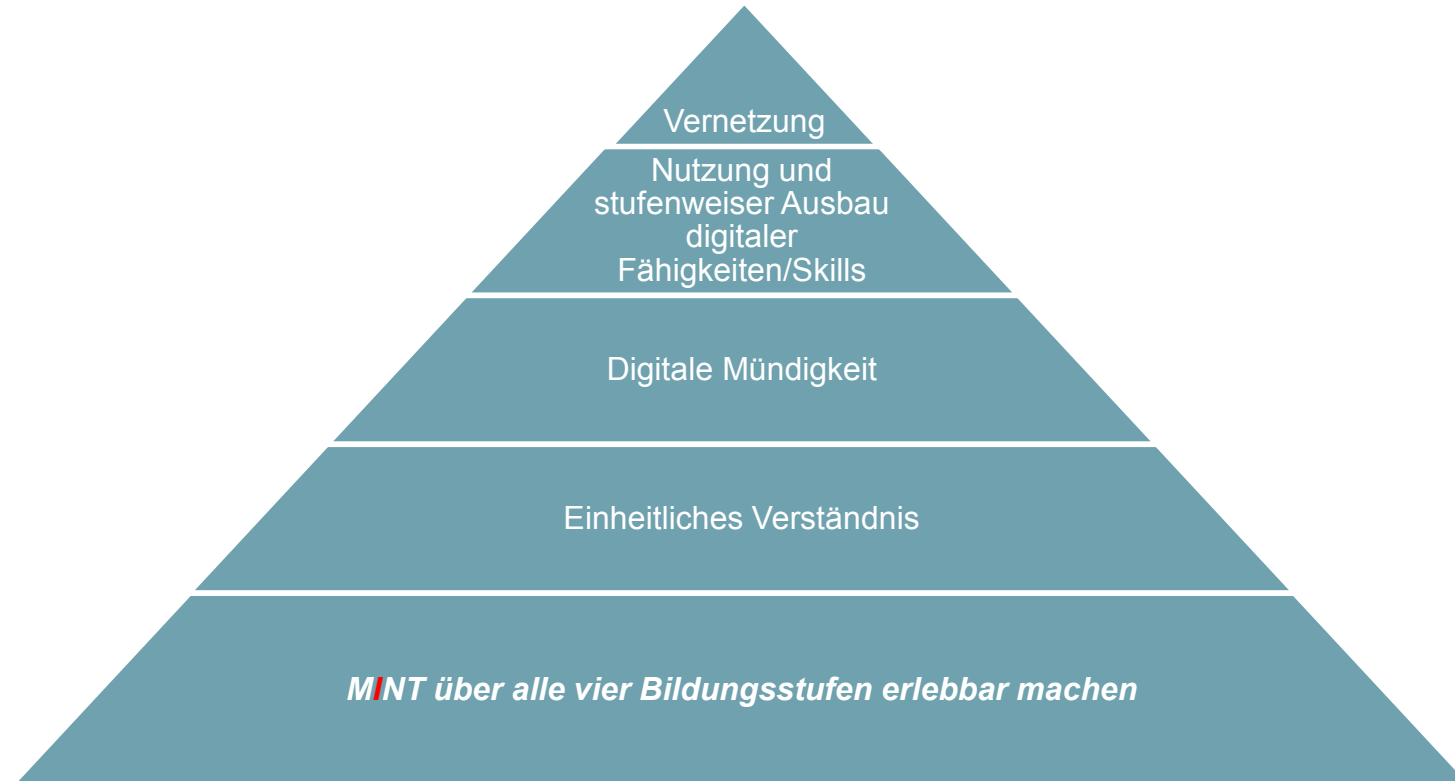 Vernetzung
Nutzung und
stufenweiser Ausbau
digitaler
Fähigkeiten/Skills
Digitale Mündigkeit
Einheitliches Verständnis
MINT über alle vier Bildungsstufen erlebbar machen